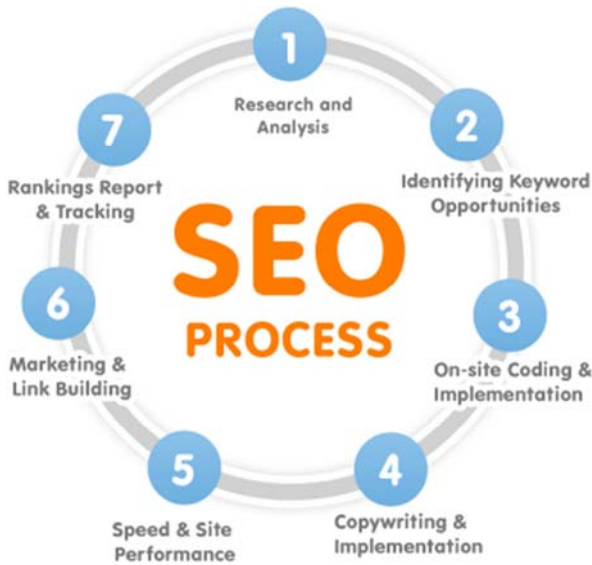 1
Research and
Analysis
2
Identifying Keyword
Opportunities
3
On-site Coding &
Implementation
4
Copywriting &
Implementation
5
Speed & Site
Performance
6
Marketing &
Link Building
7
Rankings Report
& Tracking
SEO
PROCESS